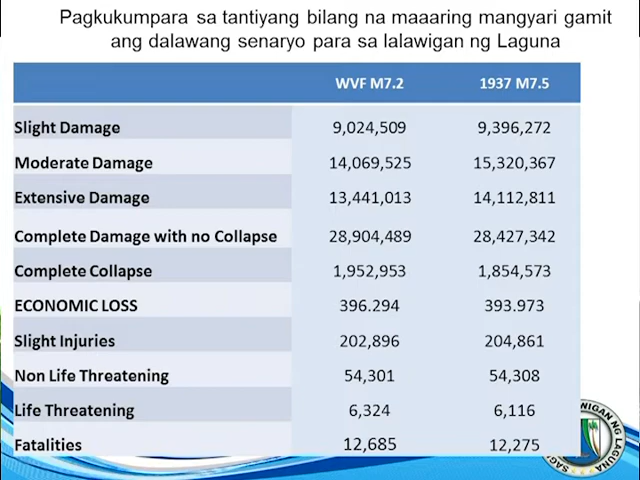 Pagkukumpara sa tantiyang bilang na maaaring mangyari gamit
ang dalawang senaryo para sa lalawigan ng Laguna
WVF M7.2 1937 M7.5
Slight Damage 9,024,509 9,396,272
Moderate Damage 14,069,525 15,320,367
Extensive Damage 13,441,013 14,112,811
Complete Damage with no Collapse 28,904,489 28,427,342
Complete Collapse 1,952,953 1,854,573
ECONOMIC LOSS 396.294 393.973
Slight Injuries 202,896 204,861
Non Life Threatening 54,301 54,308
Life Threatening 6,324 6,116
Fatalities 12,685 12,275